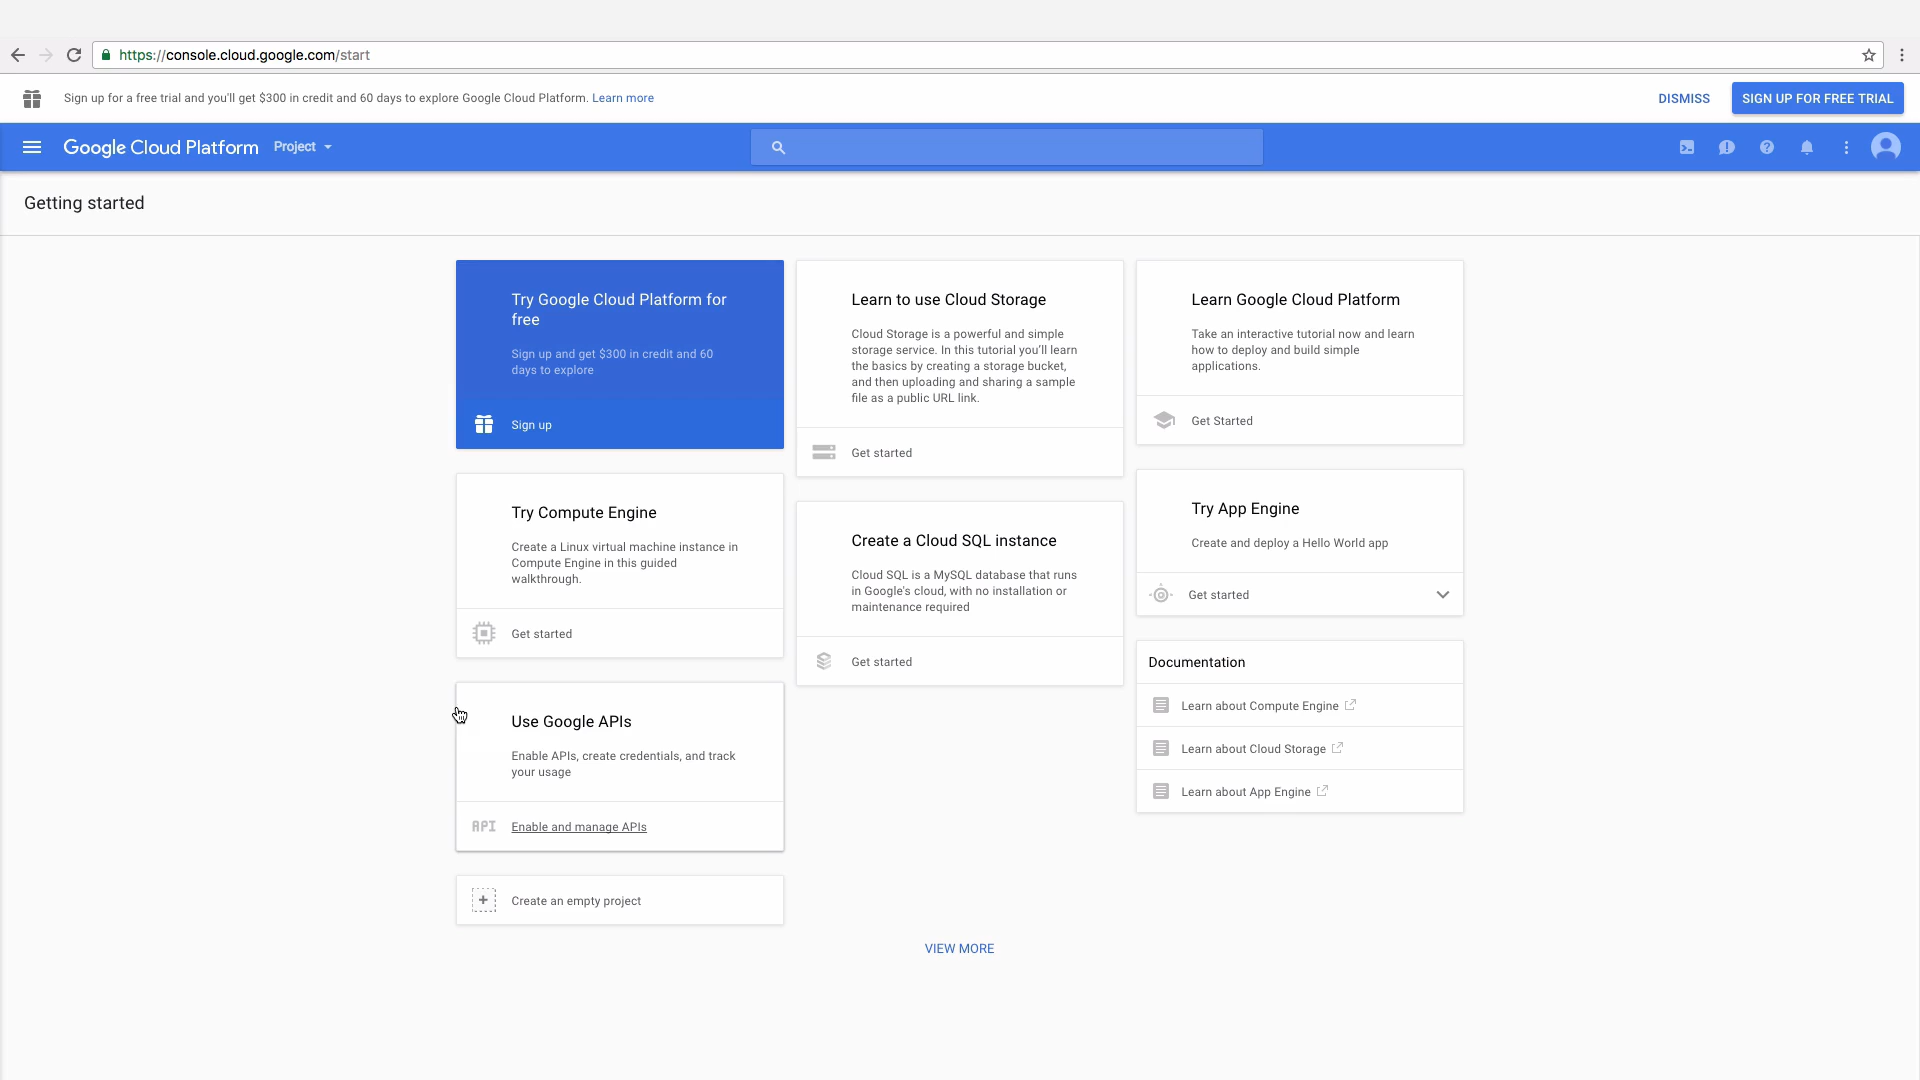 https://console.cloud.google.com/start
Sign up for a free trial and you'll get $300 in credit and 60 days to explore Google Cloud Platform. Learn more
DISMISS
SIGN UP FOR FREE TRIAL
Google Cloud Platform
Project
Getting started
Try Google Cloud Platform for
free
Sign up and get $300 in credit and 60
days to explore
Sign up
Try Compute Engine
Create a Linux virtual machine instance in
Compute Engine in this guided
walkthrough.
Get started
Use Google APIs
Enable APIs, create credentials, and track
your usage
API
Enable and manage APIs
Create an empty project
Learn to use Cloud Storage
Cloud Storage is a powerful and simple
storage service. In this tutorial you'll learn
the basics by creating a storage bucket,
and then uploading and sharing a sample
file as a public URL link.
Get started
Create a Cloud SQL instance
Cloud SQL is a MySQL database that runs
in Google's cloud, with no installation or
maintenance required
Get started
Learn Google Cloud Platform
Take an interactive tutorial now and learn
how to deploy and build simple
applications.
Get Started
Try App Engine
Create and deploy a Hello World app
Get started
Documentation
Learn about Compute Engine
Learn about Cloud Storage
Learn about App Engine
VIEW MORE